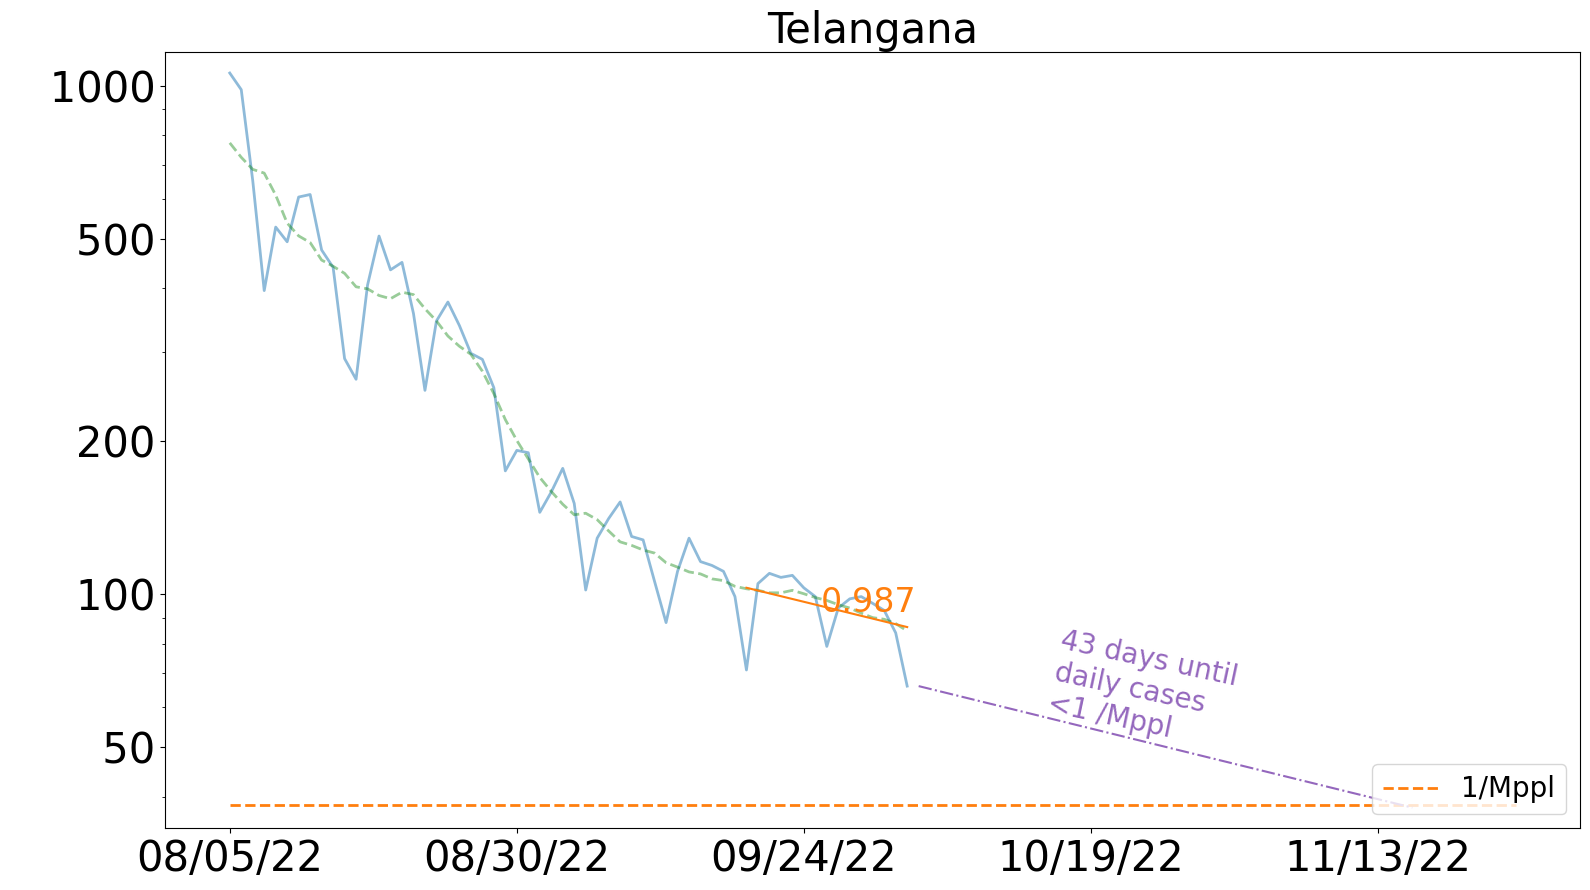 Telangana
1000
500
200
100
50
0.987
43 days until
daily cases
<1 /Mppl
1/Mppl
08/05/22
08/30/22
09/24/22
10/19/22
11/13/22